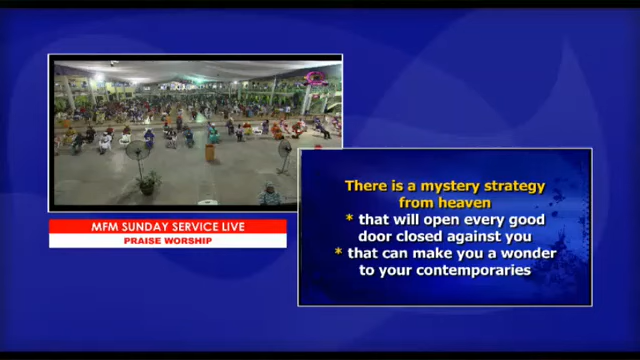 MFM SUNDAY SERVICE LIVE
PRAISE WORSHIP
There is a mystery strategy
from heaven
* that will open every good
door closed against you
* that can make you a wonder
to your contemporaries